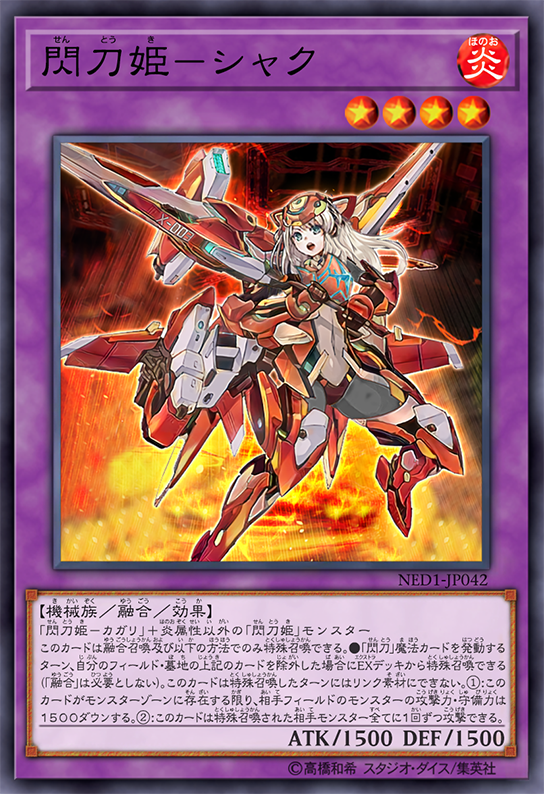 閃刀姫－シャク
炎
X-002
NED1-JP042
【機械族／融合／効果】
「閃刀姫－カガリ」＋炎属性以外の「閃刀姫」モンスター
このカードは融合召喚及び以下の方法でのみ特殊召喚できる。●「閃刀」魔法カードを発動する
ターン、自分のフィールド・墓地の上記のカードを除外した場合にEXデッキから特殊召喚できる
(「融合」は必要としない)。このカードは特殊召喚したターンにはリンク素材にできない。①：この
カードがモンスターゾーンに存在する限り、相手フィールドのモンスターの攻撃力・守備力は
1500ダウンする。②：このカードは特殊召喚された相手モンスター全てに1回ずつ攻撃できる。
ATK/1500 DEF/1500
©高橋和希 スタジオ・ダイス/集英社